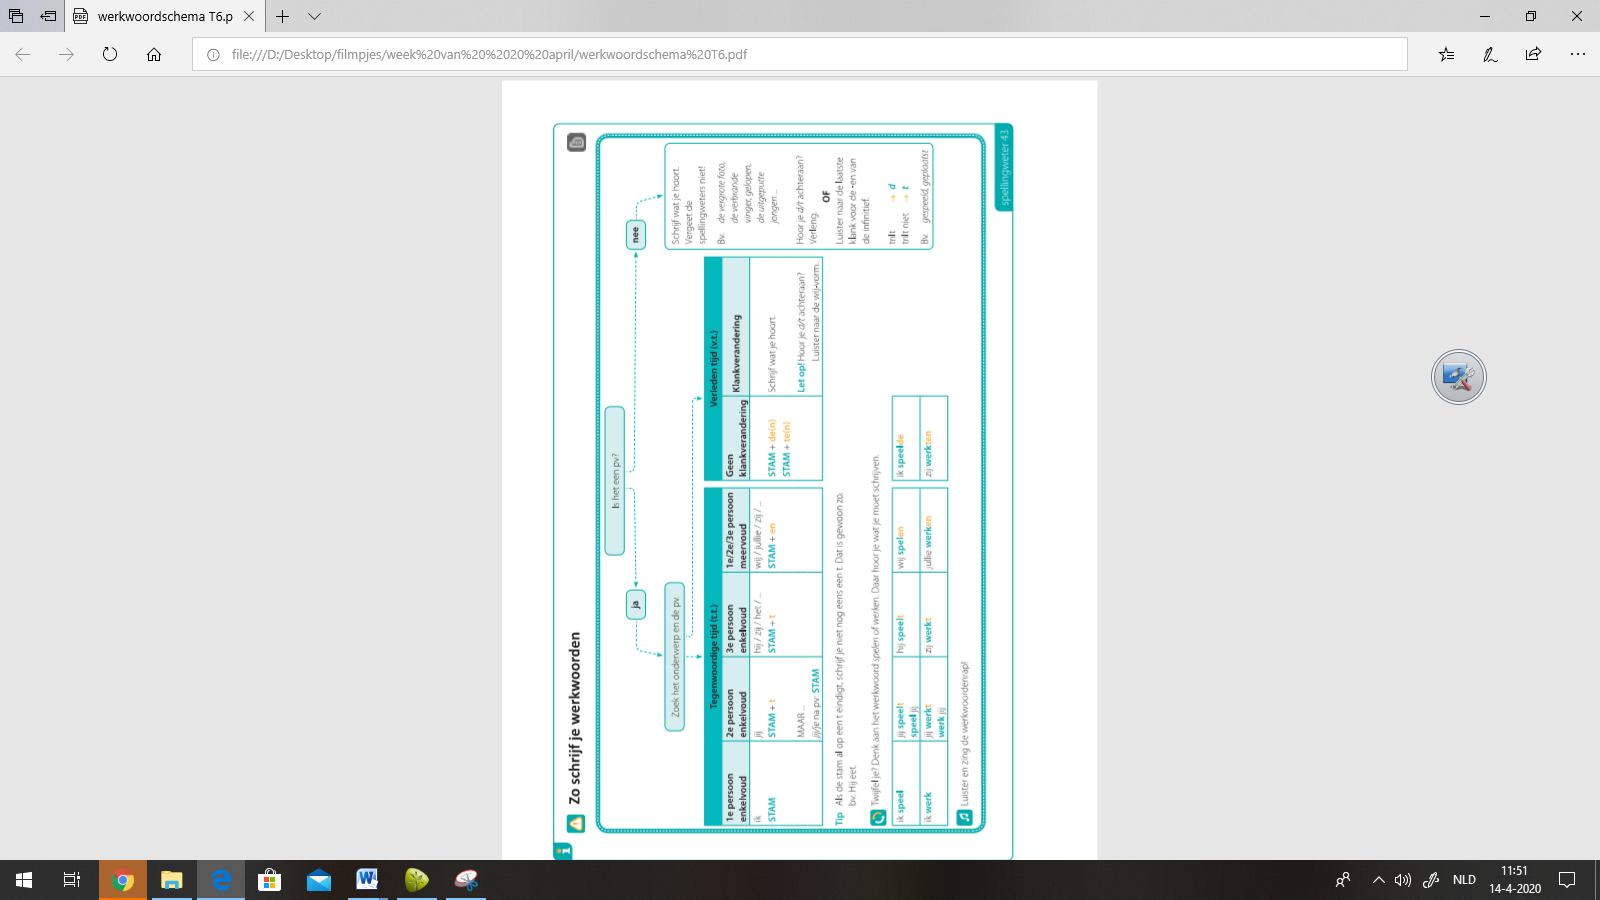 werkwoordschema T6.p
file:///D:/Desktop/filmpjes/week%20van%20%2020%20april/werkwoordschema%20T6.pdf
Zo schrijf je werkwoorden
Is het een pv?
ja
nee
Zoek het onderwerp en de pv.
Schrijf wat je hoort.
Vergeet de
spellingweters niet!
Bv. de vergrote foto,
de verbrande
vinger, gelopen,
de uitgeputte
jongen ...
Hoor je d/t achteraan?
Verleng.
OF
Luister naar de laatste
klank voor de -en van
de infinitief.
trilt → d
trilt niet → t
Bv. gespeeld, geplaatst
Tegenwoordige tijd (t.t.)
1e persoon
enkelvoud
2e persoon
enkelvoud
3e persoon
enkelvoud
1e/2e/3e persoon
meervoud
ik
STAM
jij
STAM + t
MAAR ...
jij/je na pv: STAM
hij / zij / het / ...
STAM + t
wij / jullie / zij / ...
STAM + en
Verleden tijd (v.t.)
Geen
klankverandering
Klankverandering
STAM + de(n)
STAM + te(n)
Schrijf wat je hoort.
Let op! Hoor je d/t achteraan?
Luister naar de wij-vorm.
Tip Als de stam al op een t eindigt, schrijf je niet nog eens een t. Dat is gewoon zo.
bv. Hij eet.
Twijfel je? Denk aan het werkwoord spelen of werken. Daar hoor je wat je moet schrijven.
ik speel
jij speelt
speel jij
hij speelt
wij spelen
ik speelde
ik werk
jij werkt
werk jij
zij werkt
jullie werken
zij werkten
Luister en zing de werkwoordenrap!
spellingweter 43
NLD
11:51
14-4-2020